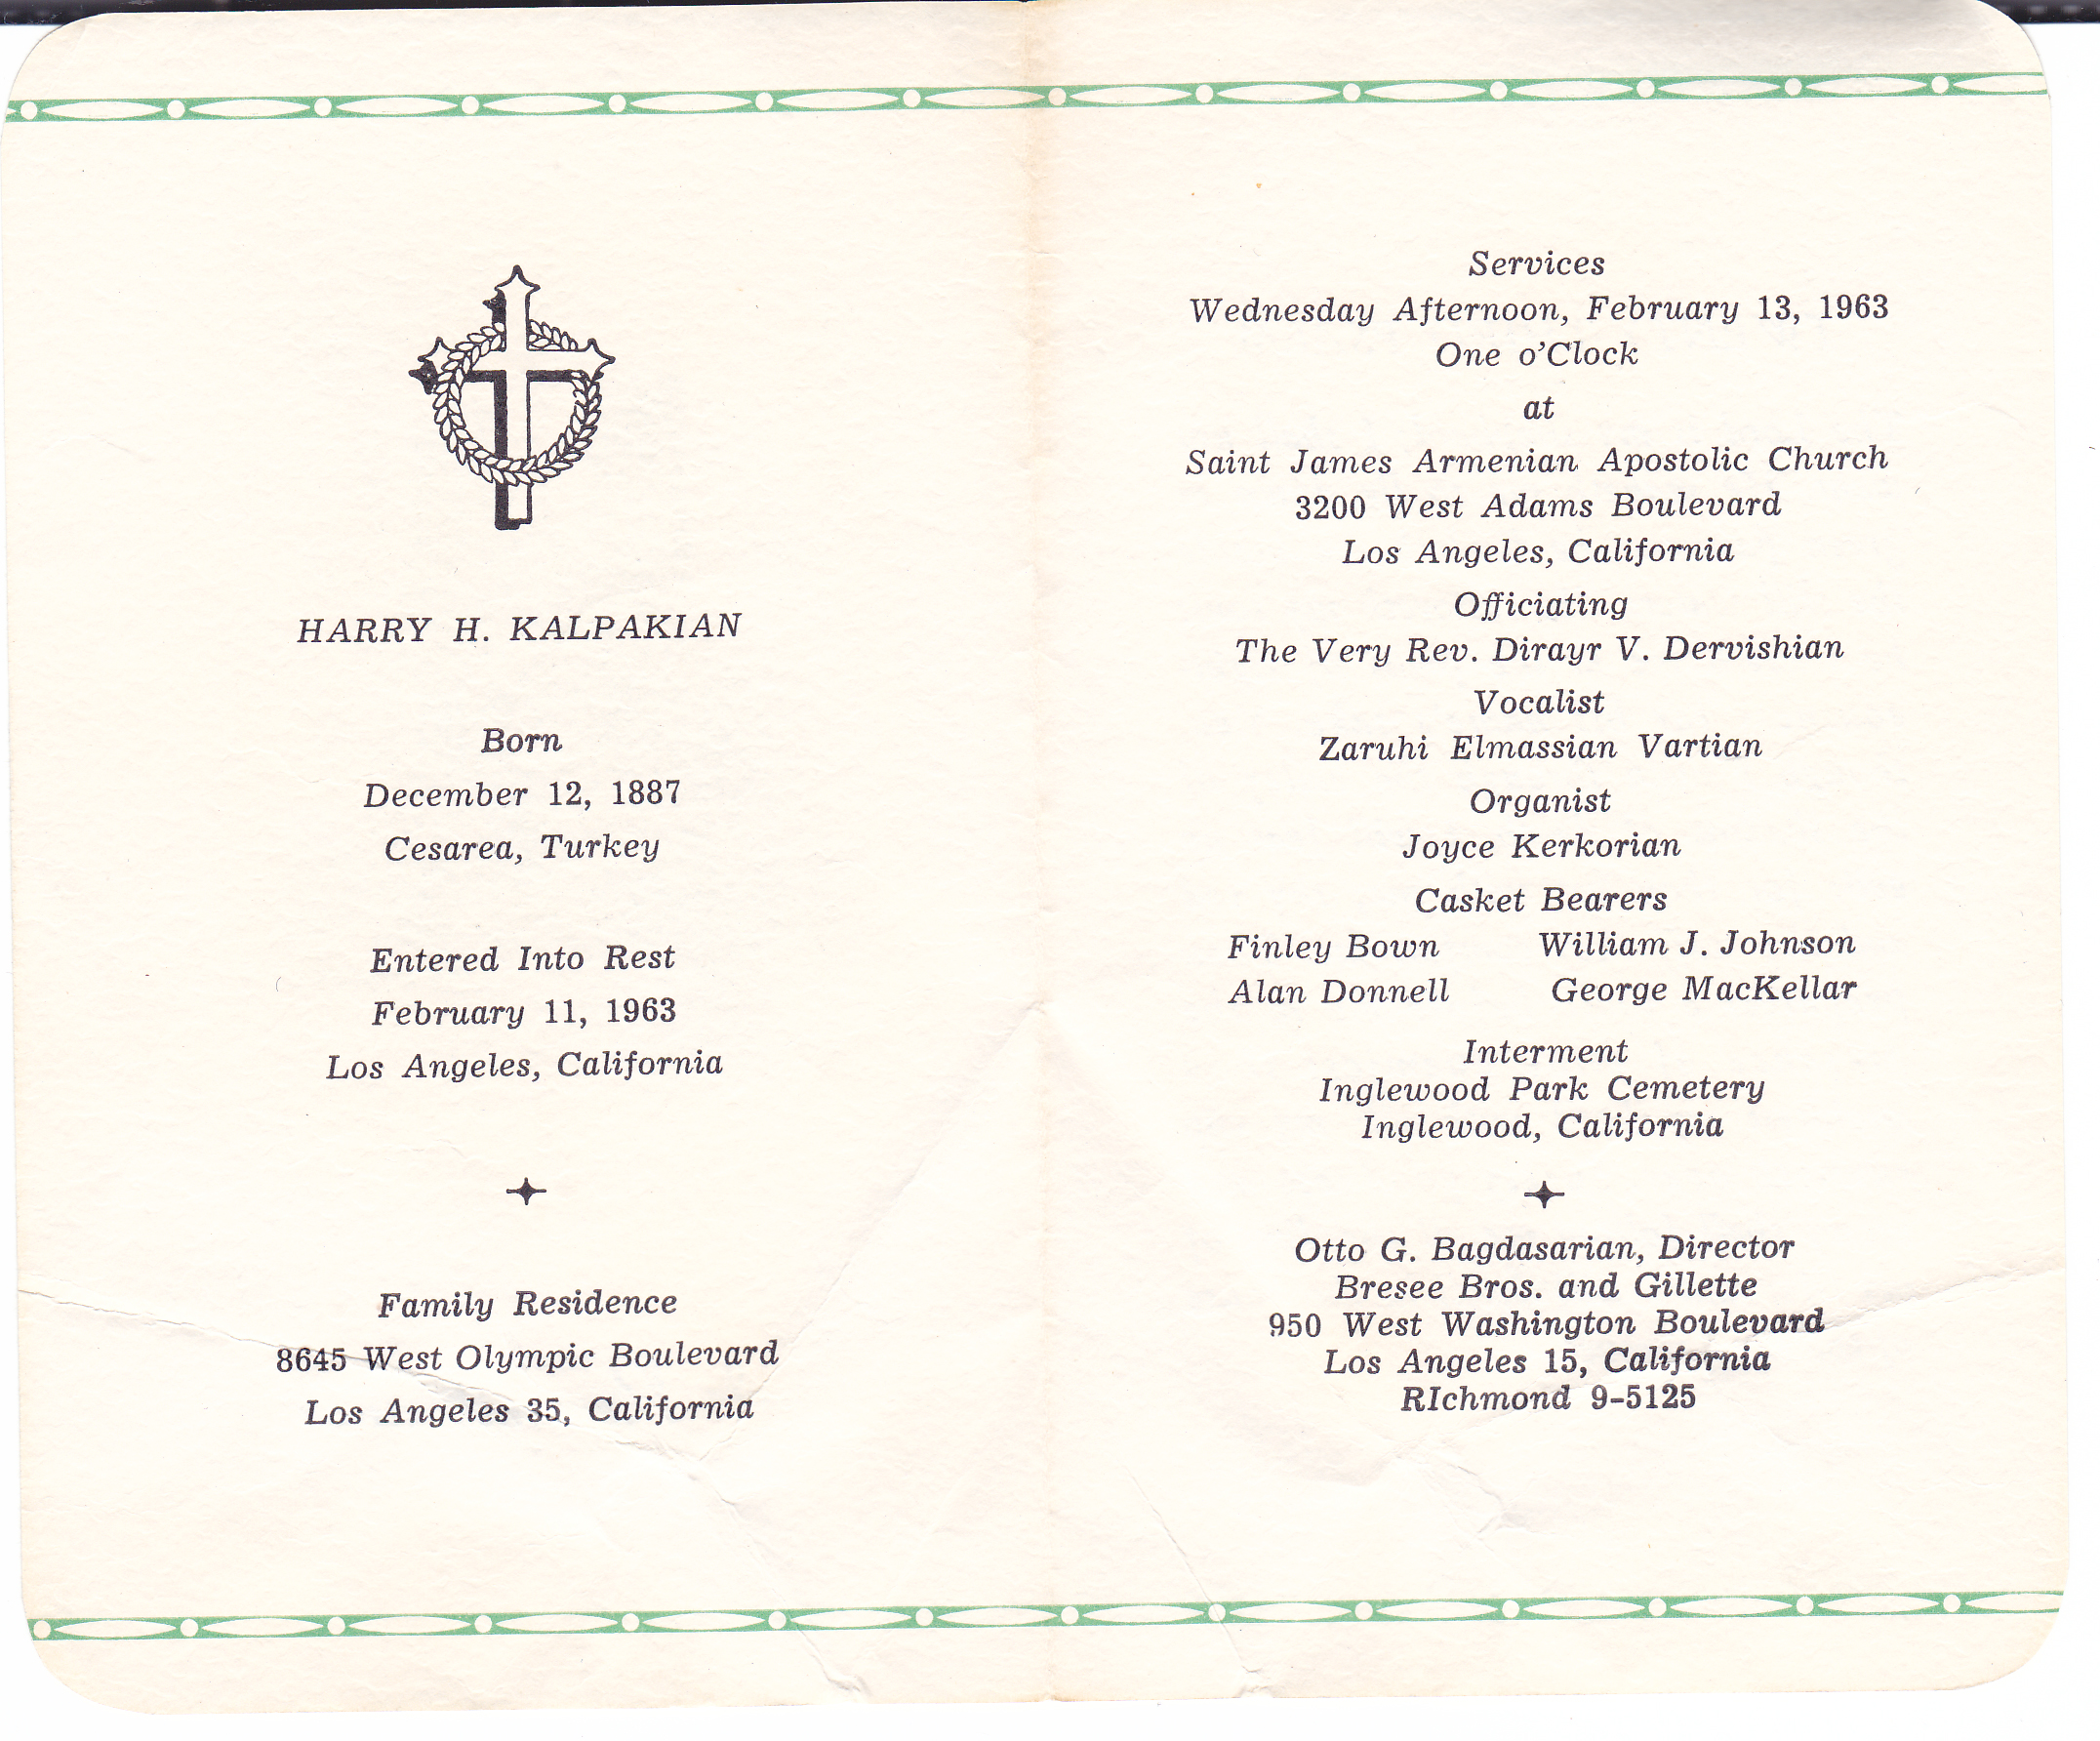 HARRY H. KALPAKIAN
Born
December 12, 1887
Cesarea, Turkey
Entered Into Rest
February 11, 1963
Los Angeles, California
Family Residence
8645 West Olympic Boulevard
Los Angeles 35, California
Services
Wednesday Afternoon, February 13, 1963
One o'Clock
at
Saint James Armenian Apostolic Church
3200 West Adams Boulevard
Los Angeles, California
Officiating
The Very Rev. Dirayr V. Dervishian
Vocalist
Zaruhi Elmassian Vartian
Organist
Joyce Kerkorian
Casket Bearers
Finley Bown William J. Johnson
Alan Donnell George MacKellar
Interment
Inglewood Park Cemetery
Inglewood, California
Otto G. Bagdasarian, Director
Bresee Bros. and Gillette
950 West Washington Boulevard
Los Angeles 15, California
RIchmond 9-5125